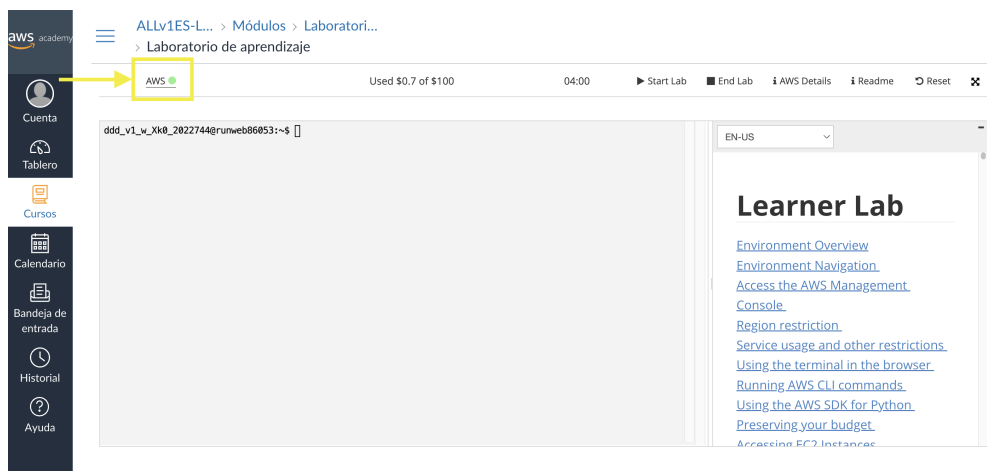 aws academy
Cuenta
Tablero
Cursos
Calendario
Bandeja de
entrada
Historial
Ayuda
ALLv1ES-L... > Módulos > Laboratori...
> Laboratorio de aprendizaje
AWS Used $0.7 of $100 04:00 Start Lab End Lab AWS Details Readme Reset
ddd_v1_w_Xk0_2022744@runweb86053:~$
EN-US
Learner Lab
Environment Overview
Environment Navigation
Access the AWS Management
Console
Region restriction
Service usage and other restrictions
Using the terminal in the browser
Running AWS CLI commands
Using the AWS SDK for Python
Preserving your budget
Accessing EC2 Instances